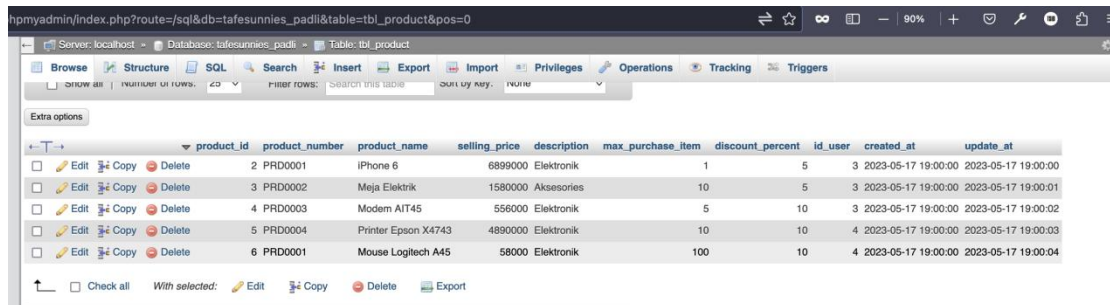 hpmyadmin/index.php?route=/sql&db=tafesunnies_padli&table=tbl_product&pos=0 90%
Server: localhost » Database: tafesunnies_padli » Table: tbl_product
Browse Structure SQL Search Insert Export Import Privileges Operations Tracking Triggers
Show all Number of rows: 25 Filter rows: Search this table Sort by key: None
Extra options
product_id product_number product_name selling_price description max_purchase_item discount_percent id_user created_at update_at
Edit Copy Delete 2 PRD0001 iPhone 6 6899000 Elektronik 1 5 3 2023-05-17 19:00:00 2023-05-17 19:00:00
Edit Copy Delete 3 PRD0002 Meja Elektrik 1580000 Aksesories 10 5 3 2023-05-17 19:00:00 2023-05-17 19:00:01
Edit Copy Delete 4 PRD0003 Modem AIT45 556000 Elektronik 5 10 3 2023-05-17 19:00:00 2023-05-17 19:00:02
Edit Copy Delete 5 PRD0004 Printer Epson X4743 4890000 Elektronik 10 10 4 2023-05-17 19:00:00 2023-05-17 19:00:03
Edit Copy Delete 6 PRD0001 Mouse Logitech A45 58000 Elektronik 100 10 4 2023-05-17 19:00:00 2023-05-17 19:00:04
Check all With selected: Edit Copy Delete Export